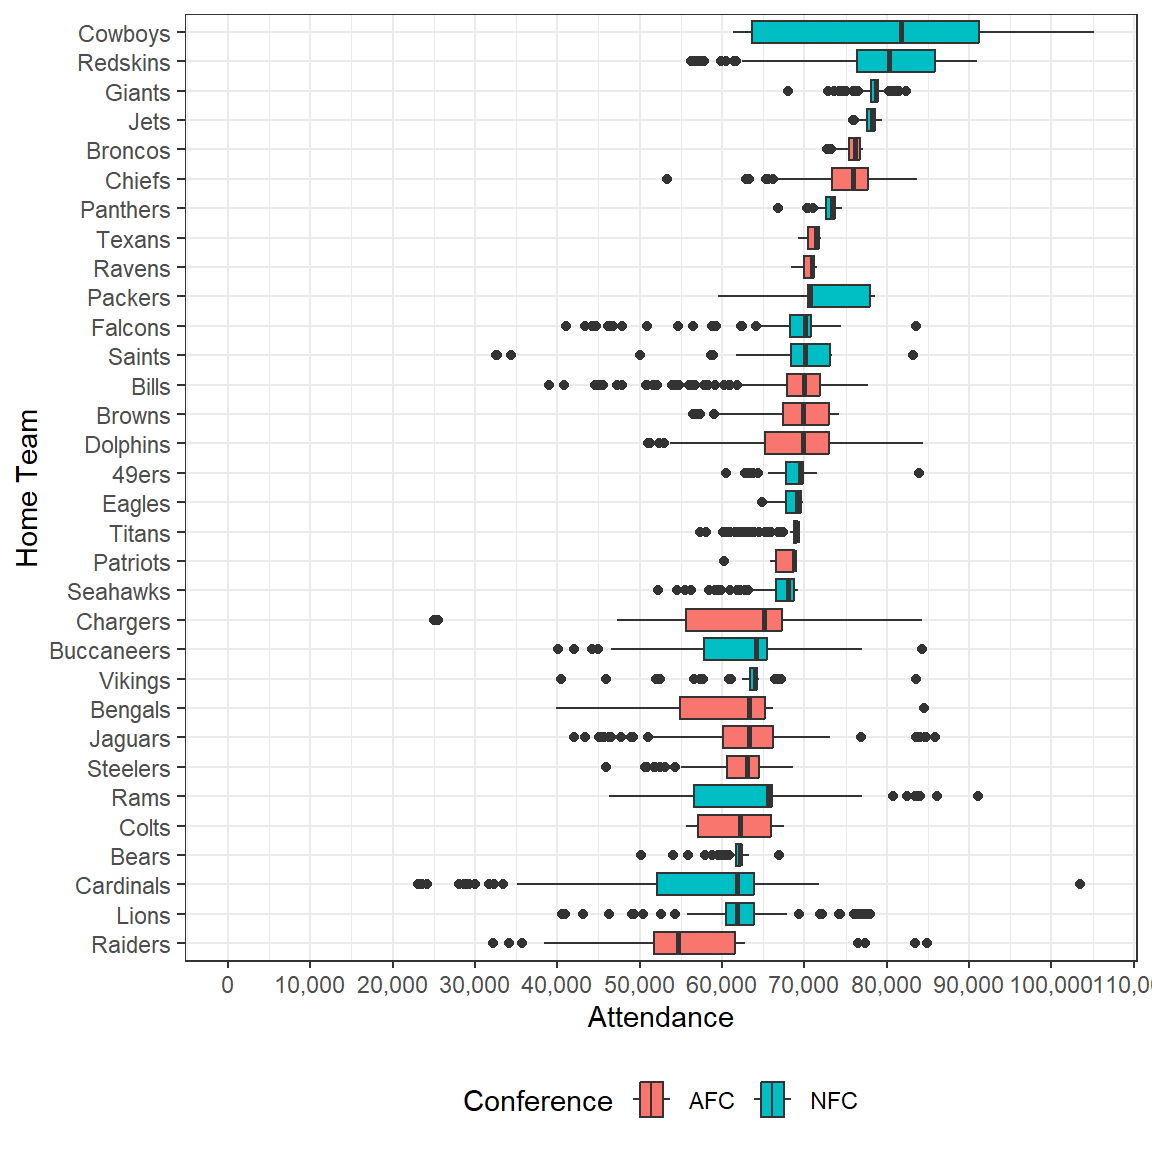 Cowboys
Redskins
Giants
Jets
Broncos
Chiefs
Panthers
Texans
Ravens
Packers
Falcons
Saints
Bills
Browns
Dolphins
49ers
Eagles
Titans
Patriots
Seahawks
Chargers
Buccaneers
Vikings
Bengals
Jaguars
Steelers
Rams
Colts
Bears
Cardinals
Lions
Raiders
Home Team
0 10,000 20,000 30,000 40,000 50,000 60,000 70,000 80,000 90,000 100,000 110,0
Attendance
Conference AFC NFC